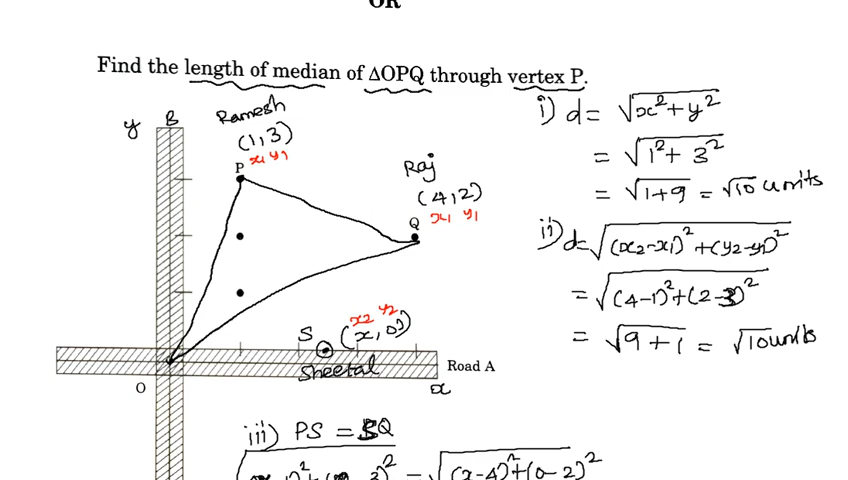 OR
Find the length of median of ΔOPQ through vertex P.
y B
Ramesh
(1,3)
x1 y1
P
Raj
(4,2)
Q
x1 y1
x2 y2
S (x,0)
Sheetal
Road A
O
x
i) d= √x²+y²
= √1²+3²
= √1+9 = √10 units
ii) d= √(x2-x1)²+(y2-y1)²
= √(4-1)²+(2-3)²
= √9+1 = √10 units
iii) PS = SQ
= √(x-4)²+(0-2)²